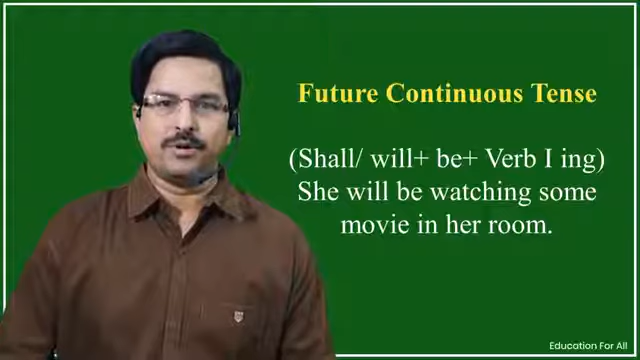 Future Continuous Tense
(Shall/ will+ be+ Verb I ing)
She will be watching some
movie in her room.
Education For All